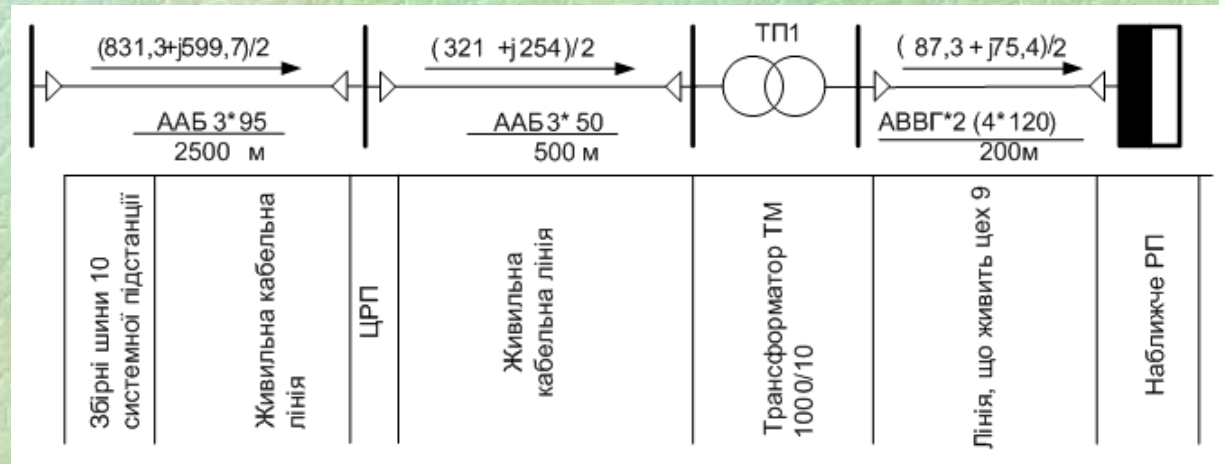 (831,3+j599,7)/2
ААБ 3*95
2500 м
( 321 +j254)/2
ААБ3* 50
500 м
ТП1
( 87,3 + j75,4)/2
АВВГ*2 (4*120)
200м
Збірні шини 10
системної підстанції
Живильна кабельна
лінія
ЦРП
Живильна
кабельна лінія
Трансформатор ТМ
1000/10
Лінія, що живить цех 9
Наближче РП